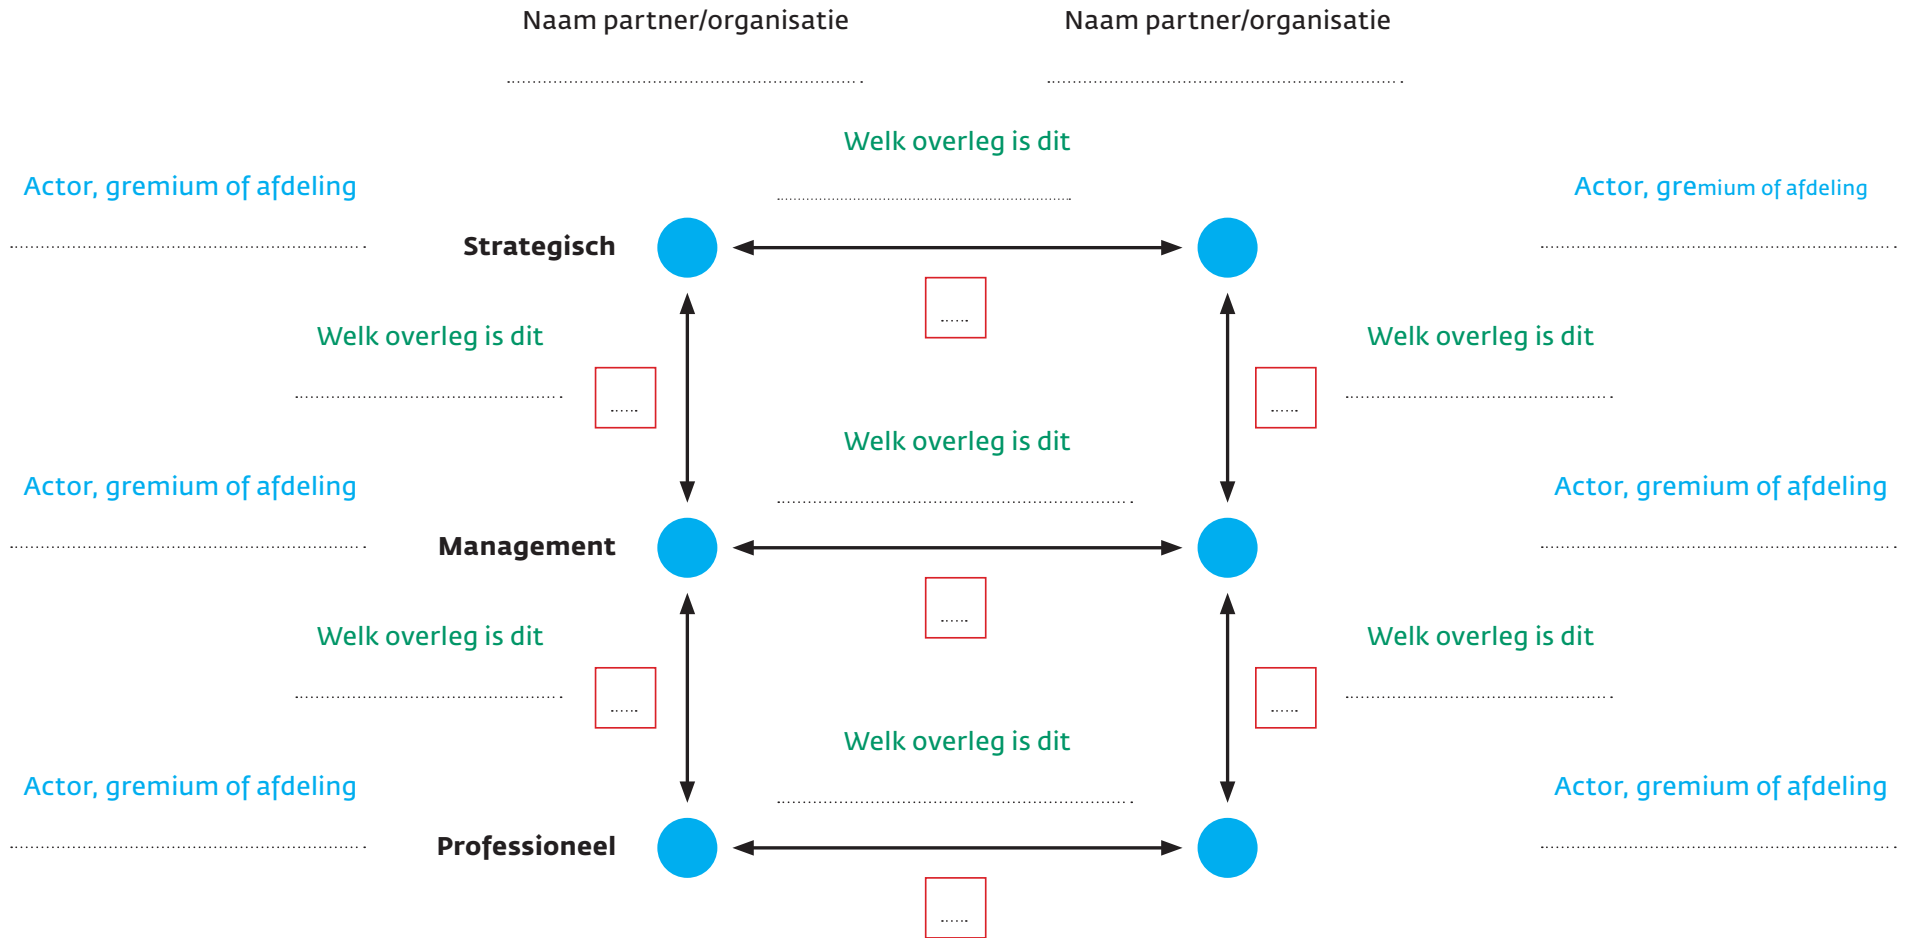 Naam partner/organisatie Naam partner/organisatie
Welk overleg is dit
Actor, gremium of afdeling Actor, gremium of afdeling
Strategisch
.....
Welk overleg is dit Welk overleg is dit
..... .....
Welk overleg is dit
Actor, gremium of afdeling Actor, gremium of afdeling
Management
.....
Welk overleg is dit Welk overleg is dit
..... .....
Welk overleg is dit
Actor, gremium of afdeling Actor, gremium of afdeling
Professioneel
.....